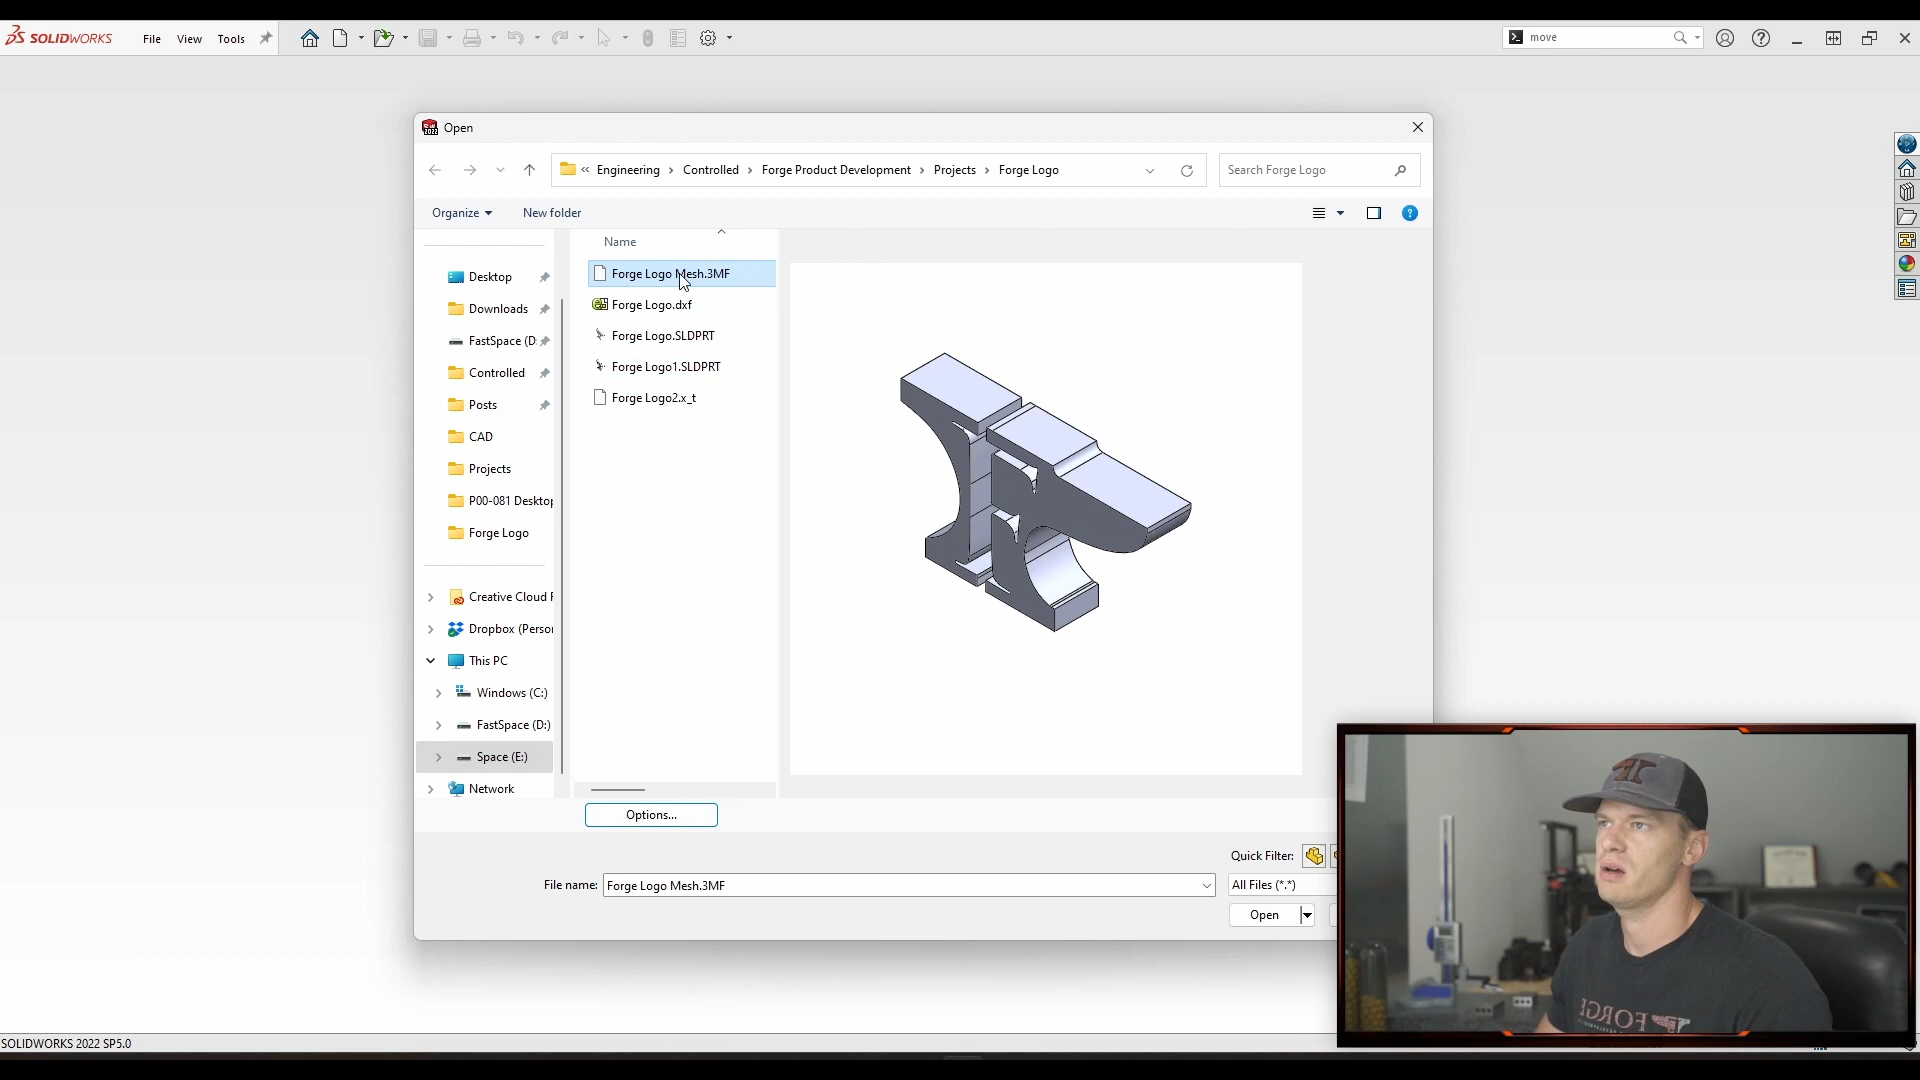 SOLIDWORKS File View Tools move
Open
« Engineering › Controlled › Forge Product Development › Projects › Forge Logo Search Forge Logo
Organize New folder
Name
Forge Logo Mesh.3MF
Forge Logo.dxf
Forge Logo.SLDPRT
Forge Logo1.SLDPRT
Forge Logo2.x_t
Desktop
Downloads
FastSpace (D:
Controlled
Posts
CAD
Projects
P00-081 Desktop
Forge Logo
Creative Cloud F
Dropbox (Person
This PC
Windows (C:)
FastSpace (D:)
Space (E:)
Network
Options...
Quick Filter:
File name: Forge Logo Mesh.3MF All Files (*.*)
Open
FORGE
SOLIDWORKS 2022 SP5.0